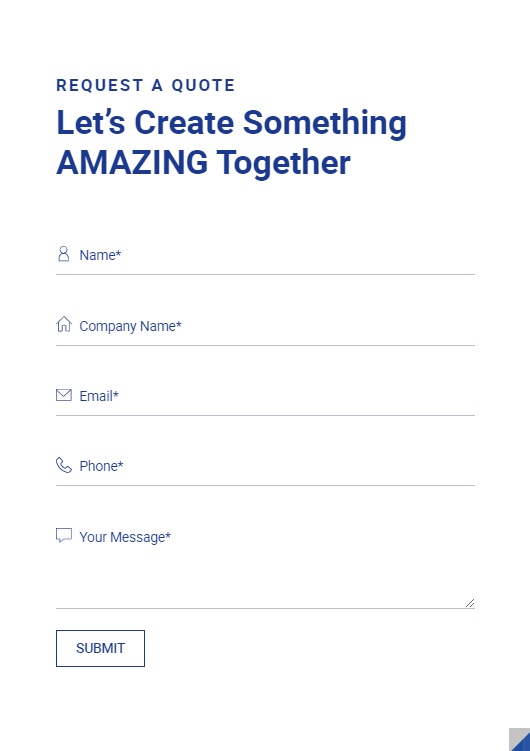 REQUEST A QUOTE
Let’s Create Something
AMAZING Together
Name*
Company Name*
Email*
Phone*
Your Message*
SUBMIT